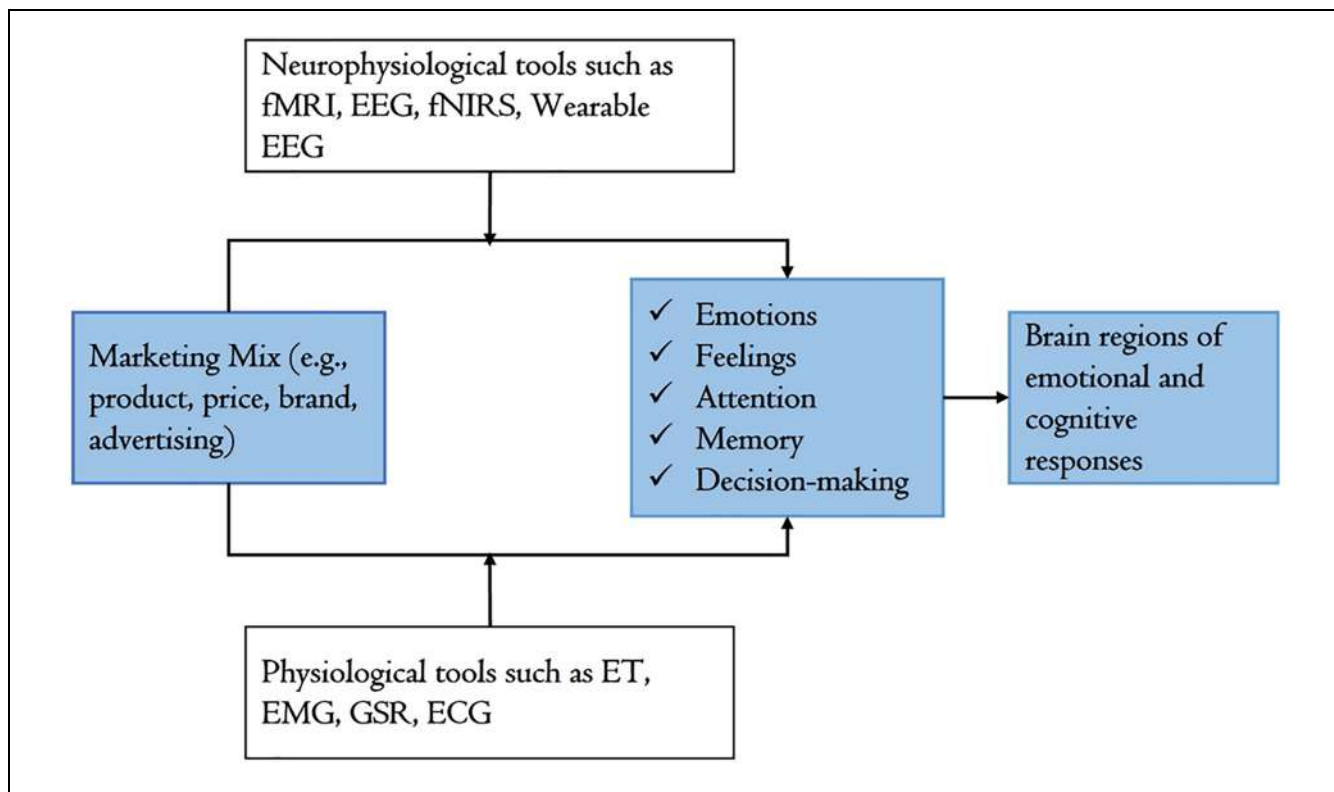 Neurophysiological tools such as
fMRI, EEG, fNIRS, Wearable
EEG
Marketing Mix (e.g.,
product, price, brand,
advertising)
✓ Emotions
✓ Feelings
✓ Attention
✓ Memory
✓ Decision-making
Brain regions of
emotional and
cognitive
responses
Physiological tools such as ET,
EMG, GSR, ECG